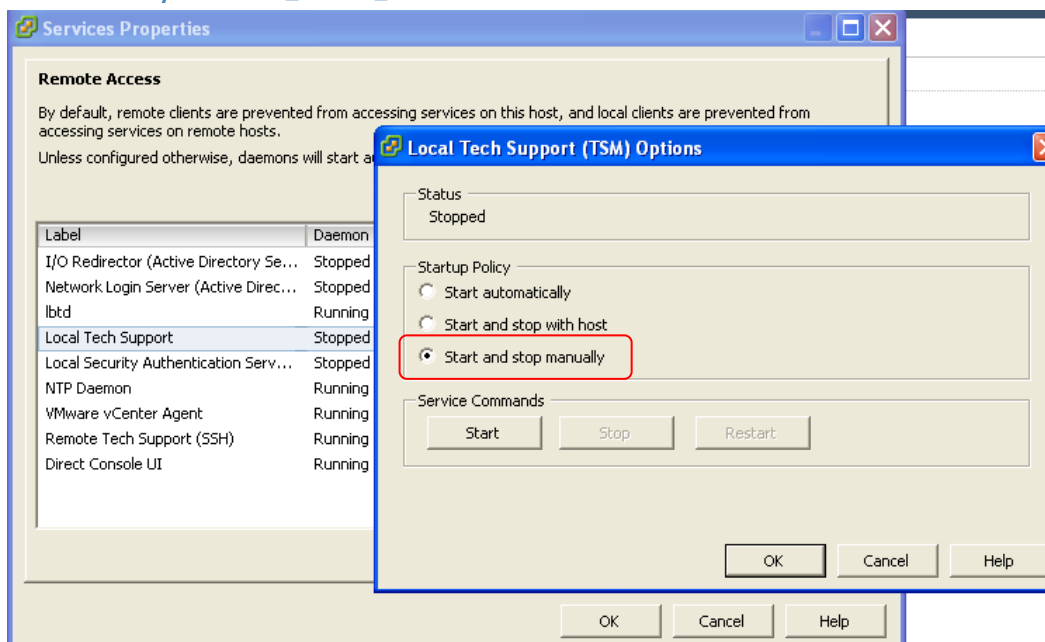 Services Properties
Remote Access
By default, remote clients are prevented from accessing services on this host, and local clients are prevented from
accessing services on remote hosts.
Unless configured otherwise, daemons will start a
Label Daemon
I/O Redirector (Active Directory Se... Stopped
Network Login Server (Active Direc... Stopped
lbtd Running
Local Tech Support Stopped
Local Security Authentication Serv... Stopped
NTP Daemon Running
VMware vCenter Agent Running
Remote Tech Support (SSH) Running
Direct Console UI Running
OK Cancel Help
Local Tech Support (TSM) Options
Status
Stopped
Startup Policy
Start automatically
Start and stop with host
Start and stop manually
Service Commands
Start Stop Restart
OK Cancel Help